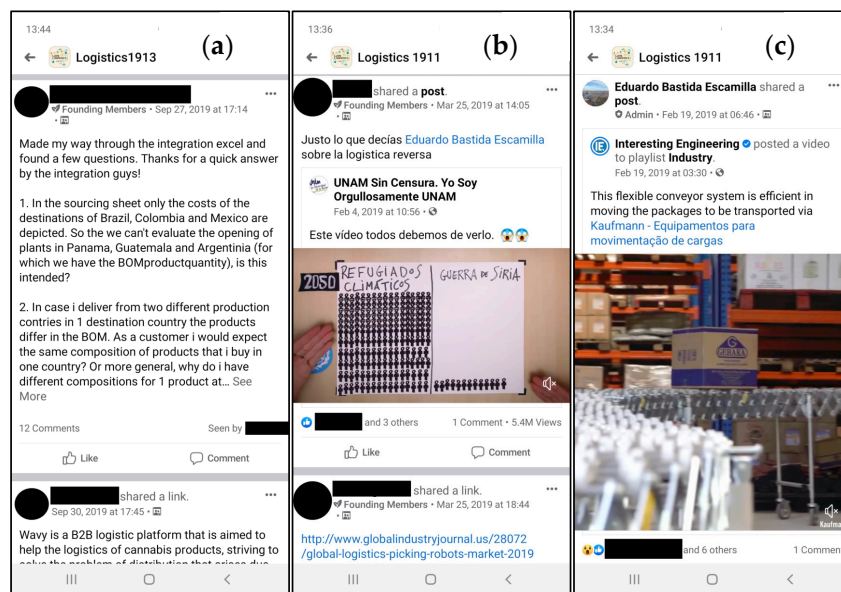 13:44
Logistics1913
(a)
Founding Members • Sep 27, 2019 at 17:14
Made my way through the integration excel and
found a few questions. Thanks for a quick answer
by the integration guys!
1. In the sourcing sheet only the costs of the
destinations of Brazil, Colombia and Mexico are
depicted. So the we can't evaluate the opening of
plants in Panama, Guatemala and Argentinia (for
which we have the BOMproductquantity), is this
intended?
2. In case i deliver from two different production
contries in 1 destination country the products
differ in the BOM. As a customer i would expect
the same composition of products that i buy in
one country? Or more general, why do i have
different compositions for 1 product at... See
More
12 Comments
Seen by
Like
Comment
shared a link.
Sep 30, 2019 at 17:45 •
Wavy is a B2B logistic platform that is aimed to
help the logistics of cannabis products, striving to
solve the problem of distribution that arises due
13:36
Logistics 1911
(b)
shared a post.
Founding Members • Mar 25, 2019 at 14:05
•
Justo lo que decías Eduardo Bastida Escamilla
sobre la logistica reversa
UNAM Sin Censura. Yo Soy
Orgullosamente UNAM
Feb 4, 2019 at 10:56 •
Este vídeo todos debemos de verlo.
2050
REFUGIADOS
CLIMÁTICOS
GUERRA DE SIRIA
and 3 others
1 Comment • 5.4M Views
Like
Comment
shared a link.
Founding Members • Mar 25, 2019 at 18:44
•
http://www.globalindustryjournal.us/28072
/global-logistics-picking-robots-market-2019
13:34
Logistics 1911
(c)
Eduardo Bastida Escamilla shared a
post.
Admin • Feb 19, 2019 at 06:46 •
IE
Interesting Engineering posted a video
to playlist Industry.
Feb 19, 2019 at 03:30 •
This flexible conveyor system is efficient in
moving the packages to be transported via
Kaufmann - Equipamentos para
movimentação de cargas
Kaufma
and 6 others
1 Commen